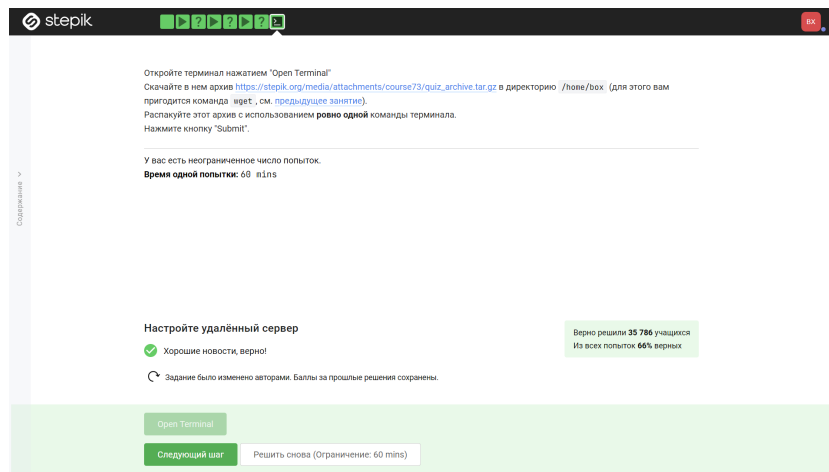 stepik
? ? ?
BX
Откройте терминал нажатием "Open Terminal"
Скачайте в нем архив https://stepik.org/media/attachments/course73/quiz_archive.tar.gz в директорию /home/box (для этого вам
пригодится команда wget, см. предыдущее занятие).
Распакуйте этот архив с использованием ровно одной команды терминала.
Нажмите кнопку "Submit".
У вас есть неограниченное число попыток.
Время одной попытки: 60 mins
Содержание
Настройте удалённый сервер
Верно решили 35 786 учащихся
Из всех попыток 66% верных
Хорошие новости, верно!
Задание было изменено авторами. Баллы за прошлые решения сохранены.
Open Terminal
Следующий шаг
Решить снова (Ограничение: 60 mins)